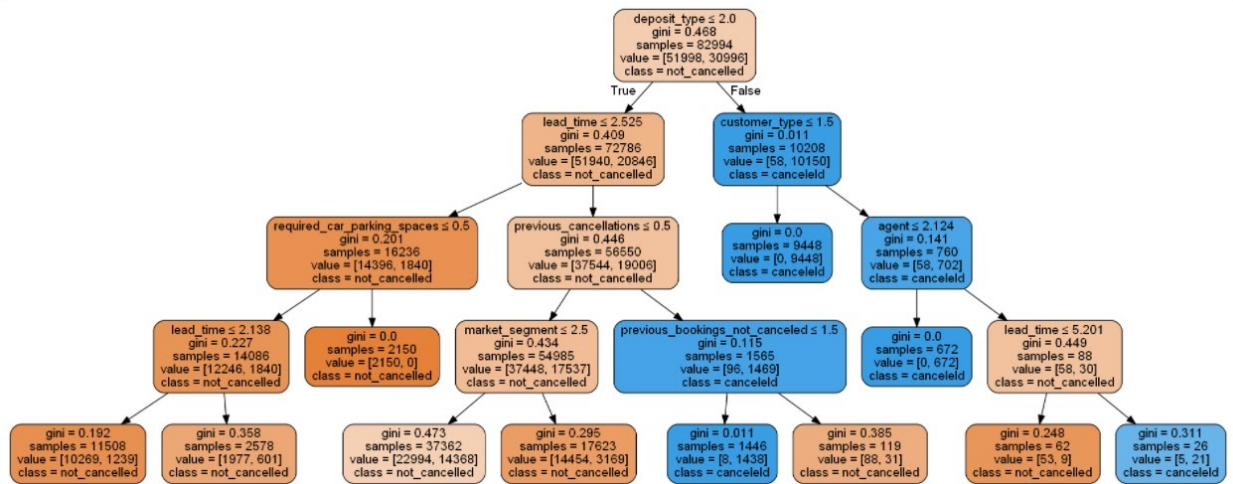 deposit_type ≤ 2.0
gini = 0.468
samples = 82994
value = [51998, 30996]
class = not_cancelled
True
False
lead_time ≤ 2.525
gini = 0.409
samples = 72786
value = [51940, 20846]
class = not_cancelled
customer_type ≤ 1.5
gini = 0.011
samples = 10208
value = [58, 10150]
class = canceleld
required_car_parking_spaces ≤ 0.5
gini = 0.201
samples = 16236
value = [14396, 1840]
class = not_cancelled
previous_cancellations ≤ 0.5
gini = 0.446
samples = 56550
value = [37544, 19006]
class = not_cancelled
gini = 0.0
samples = 9448
value = [0, 9448]
class = canceleld
agent ≤ 2.124
gini = 0.141
samples = 760
value = [58, 702]
class = canceleld
lead_time ≤ 2.138
gini = 0.227
samples = 14086
value = [12246, 1840]
class = not_cancelled
gini = 0.0
samples = 2150
value = [2150, 0]
class = not_cancelled
market_segment ≤ 2.5
gini = 0.434
samples = 54985
value = [37448, 17537]
class = not_cancelled
previous_bookings_not_canceled ≤ 1.5
gini = 0.115
samples = 1565
value = [96, 1469]
class = canceleld
gini = 0.0
samples = 672
value = [0, 672]
class = canceleld
lead_time ≤ 5.201
gini = 0.449
samples = 88
value = [58, 30]
class = not_cancelled
gini = 0.192
samples = 11508
value = [10269, 1239]
class = not_cancelled
gini = 0.358
samples = 2578
value = [1977, 601]
class = not_cancelled
gini = 0.473
samples = 37362
value = [22994, 14368]
class = not_cancelled
gini = 0.295
samples = 17623
value = [14454, 3169]
class = not_cancelled
gini = 0.011
samples = 1446
value = [8, 1438]
class = canceleld
gini = 0.385
samples = 119
value = [88, 31]
class = not_cancelled
gini = 0.248
samples = 62
value = [53, 9]
class = not_cancelled
gini = 0.311
samples = 26
value = [5, 21]
class = canceleld